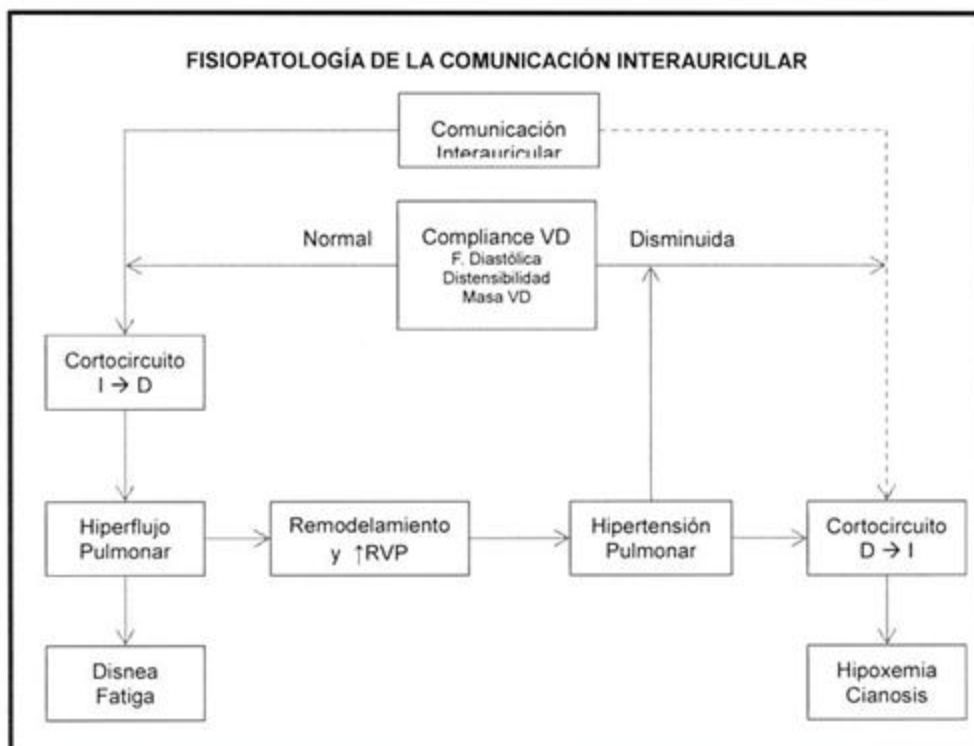 FISIOPATOLOGÍA DE LA COMUNICACIÓN INTERAURICULAR
Comunicación
Interauricular
Normal
Compliance VD
F. Diastólica
Distensibilidad
Masa VD
Disminuida
Cortocircuito
I → D
Hiperflujo
Pulmonar
Remodelamiento
y ↑RVP
Hipertensión
Pulmonar
Cortocircuito
D → I
Disnea
Fatiga
Hipoxemia
Cianosis